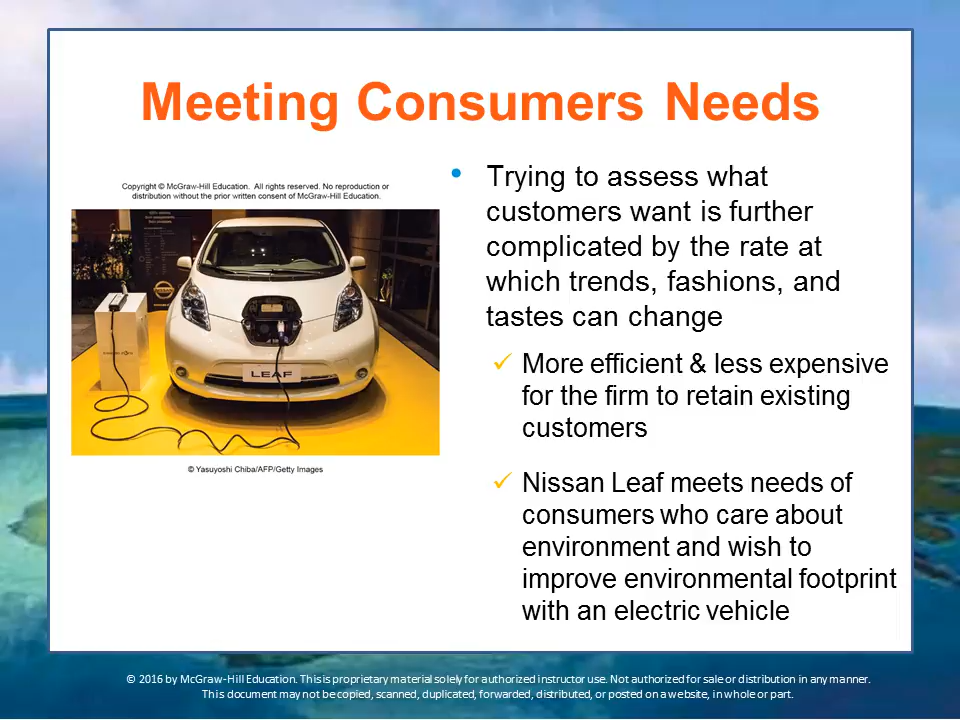 Meeting Consumers Needs
Copyright © McGraw-Hill Education. All rights reserved. No reproduction or
distribution without the prior written consent of McGraw-Hill Education.
LEAF
© Yasuyoshi Chiba/AFP/Getty Images
• Trying to assess what
customers want is further
complicated by the rate at
which trends, fashions, and
tastes can change
✓ More efficient & less expensive
for the firm to retain existing
customers
✓ Nissan Leaf meets needs of
consumers who care about
environment and wish to
improve environmental footprint
with an electric vehicle
© 2016 by McGraw-Hill Education. This is proprietary material solely for authorized instructor use. Not authorized for sale or distribution in any manner.
This document may not be copied, scanned, duplicated, forwarded, distributed, or posted on a website, in whole or part.